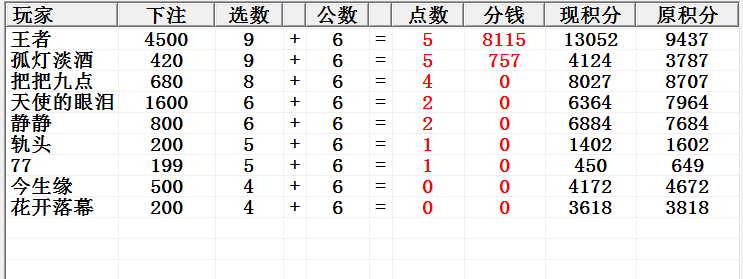 玩家 下注 选数 公数 点数 分钱 现积分 原积分
王者 4500 9 + 6 = 5 8115 13052 9437
孤灯淡酒 420 9 + 6 = 5 757 4124 3787
把把九点 680 8 + 6 = 4 0 8027 8707
天使的眼泪 1600 6 + 6 = 2 0 6364 7964
静静 800 6 + 6 = 2 0 6884 7684
轨头 200 5 + 6 = 1 0 1402 1602
77 199 5 + 6 = 1 0 450 649
今生缘 500 4 + 6 = 0 0 4172 4672
花开落幕 200 4 + 6 = 0 0 3618 3818